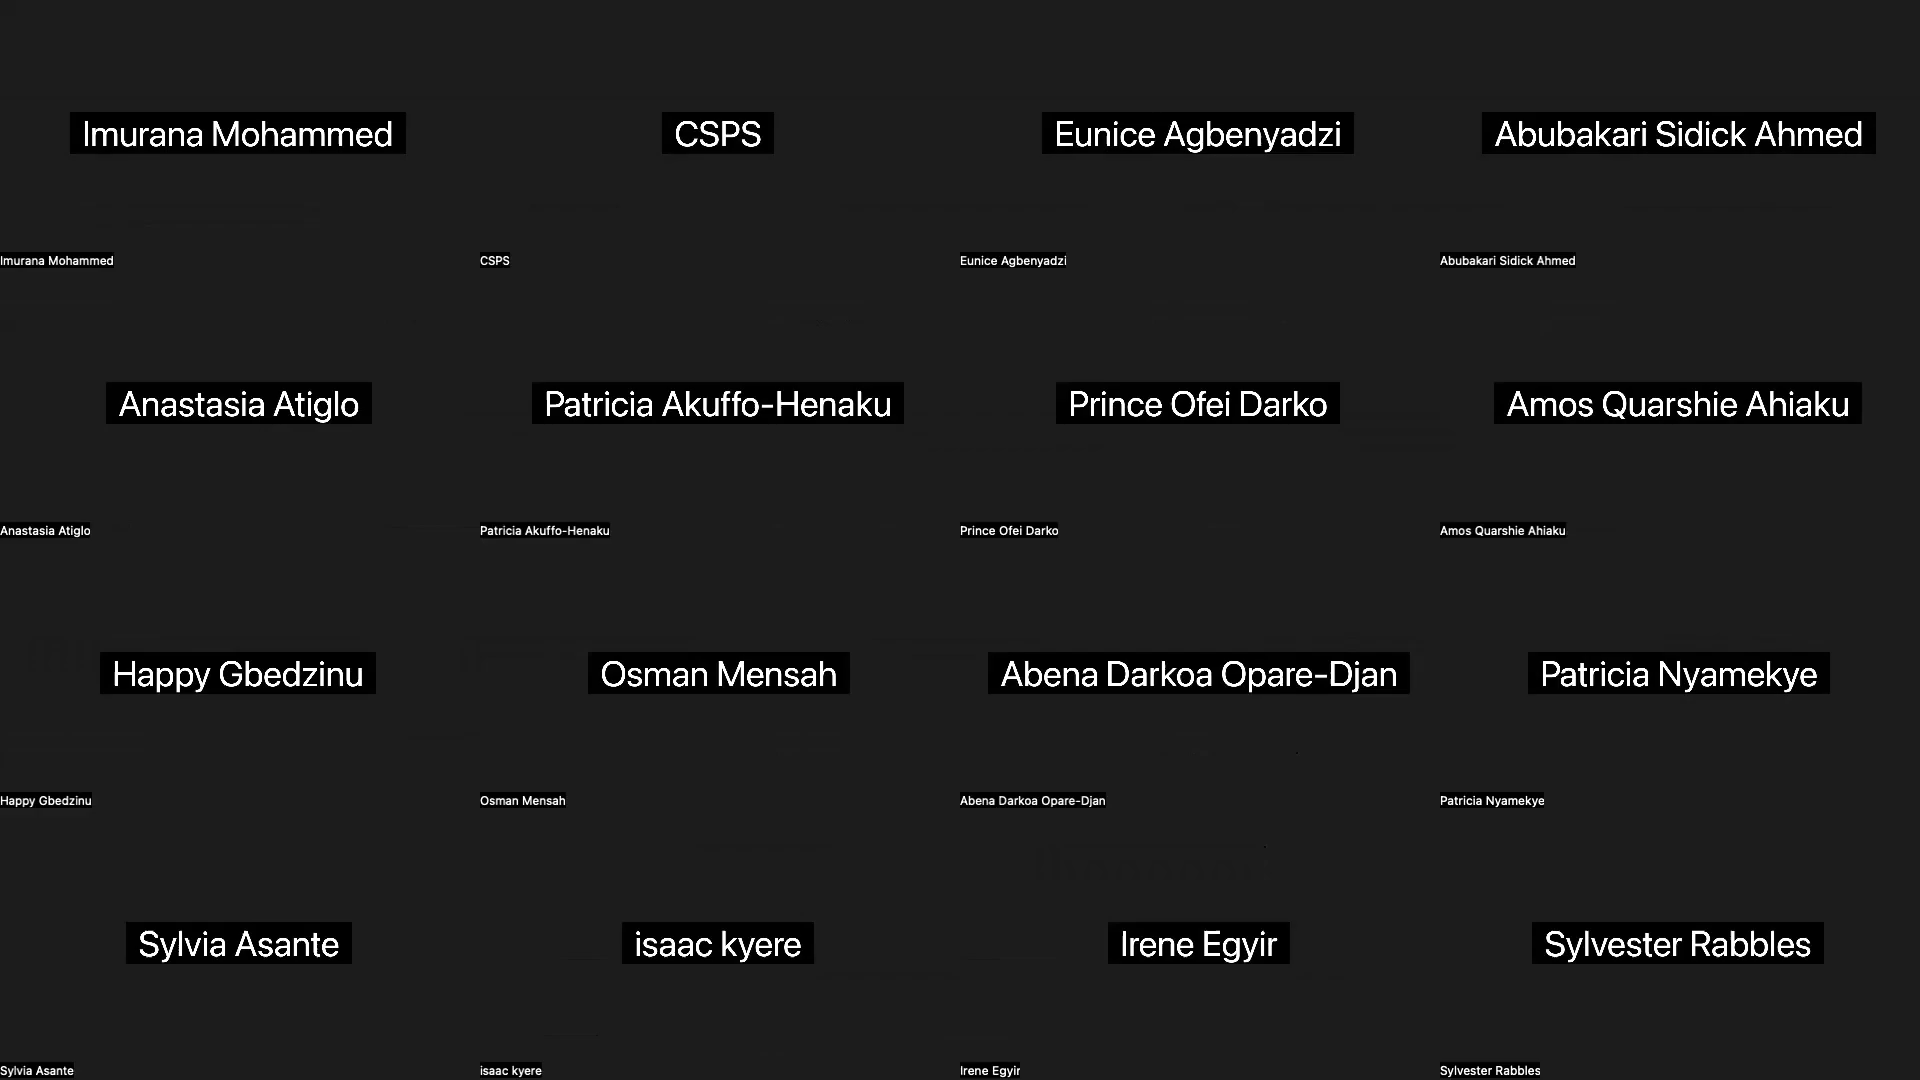 Imurana Mohammed
CSPS
Eunice Agbenyadzi
Abubakari Sidick Ahmed
Imurana Mohammed
CSPS
Eunice Agbenyadzi
Abubakari Sidick Ahmed
Anastasia Atiglo
Patricia Akuffo-Henaku
Prince Ofei Darko
Amos Quarshie Ahiaku
Anastasia Atiglo
Patricia Akuffo-Henaku
Prince Ofei Darko
Amos Quarshie Ahiaku
Happy Gbedzinu
Osman Mensah
Abena Darkoa Opare-Djan
Patricia Nyamekye
Happy Gbedzinu
Osman Mensah
Abena Darkoa Opare-Djan
Patricia Nyamekye
Sylvia Asante
isaac kyere
Irene Egyir
Sylvester Rabbles
Sylvia Asante
isaac kyere
Irene Egyir
Sylvester Rabbles